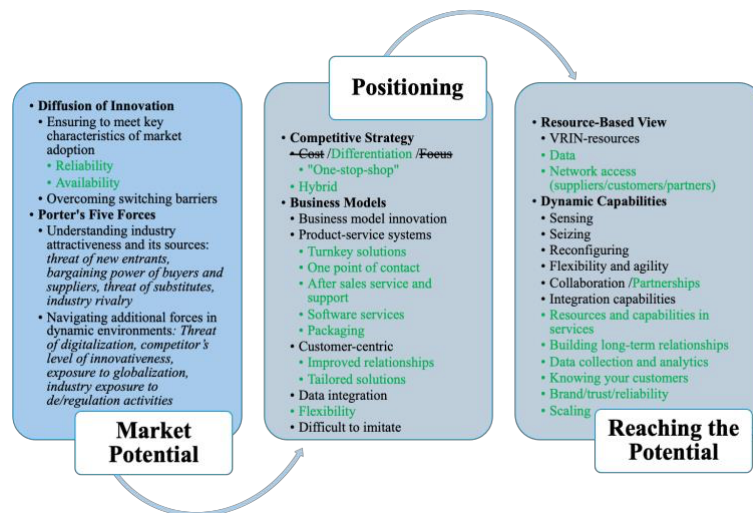 • Diffusion of Innovation
• Ensuring to meet key
characteristics of market
adoption
• Reliability
• Availability
• Overcoming switching barriers
• Porter's Five Forces
• Understanding industry
attractiveness and its sources:
threat of new entrants,
bargaining power of buyers and
suppliers, threat of substitutes,
industry rivalry
• Navigating additional forces in
dynamic environments: Threat
of digitalization, competitor's
level of innovativeness,
exposure to globalization,
industry exposure to
de/regulation activities
Market
Potential
Positioning
• Competitive Strategy
• Cost /Differentiation /Focus
• "One-stop-shop"
• Hybrid
• Business Models
• Business model innovation
• Product-service systems
• Turnkey solutions
• One point of contact
• After sales service and
support
• Software services
• Packaging
• Customer-centric
• Improved relationships
• Tailored solutions
• Data integration
• Flexibility
• Difficult to imitate
• Resource-Based View
• VRIN-resources
• Data
• Network access
(suppliers/customers/partners)
• Dynamic Capabilities
• Sensing
• Seizing
• Reconfiguring
• Flexibility and agility
• Collaboration /Partnerships
• Integration capabilities
• Resources and capabilities in
services
• Building long-term relationships
• Data collection and analytics
• Knowing your customers
• Brand/trust/reliability
• Scaling
Reaching the
Potential